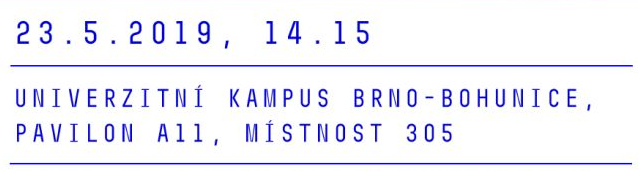 23.5.2019, 14.15
UNIVERZITNÍ KAMPUS BRNO-BOHUNICE,
PAVILON A11, MÍSTNOST 305